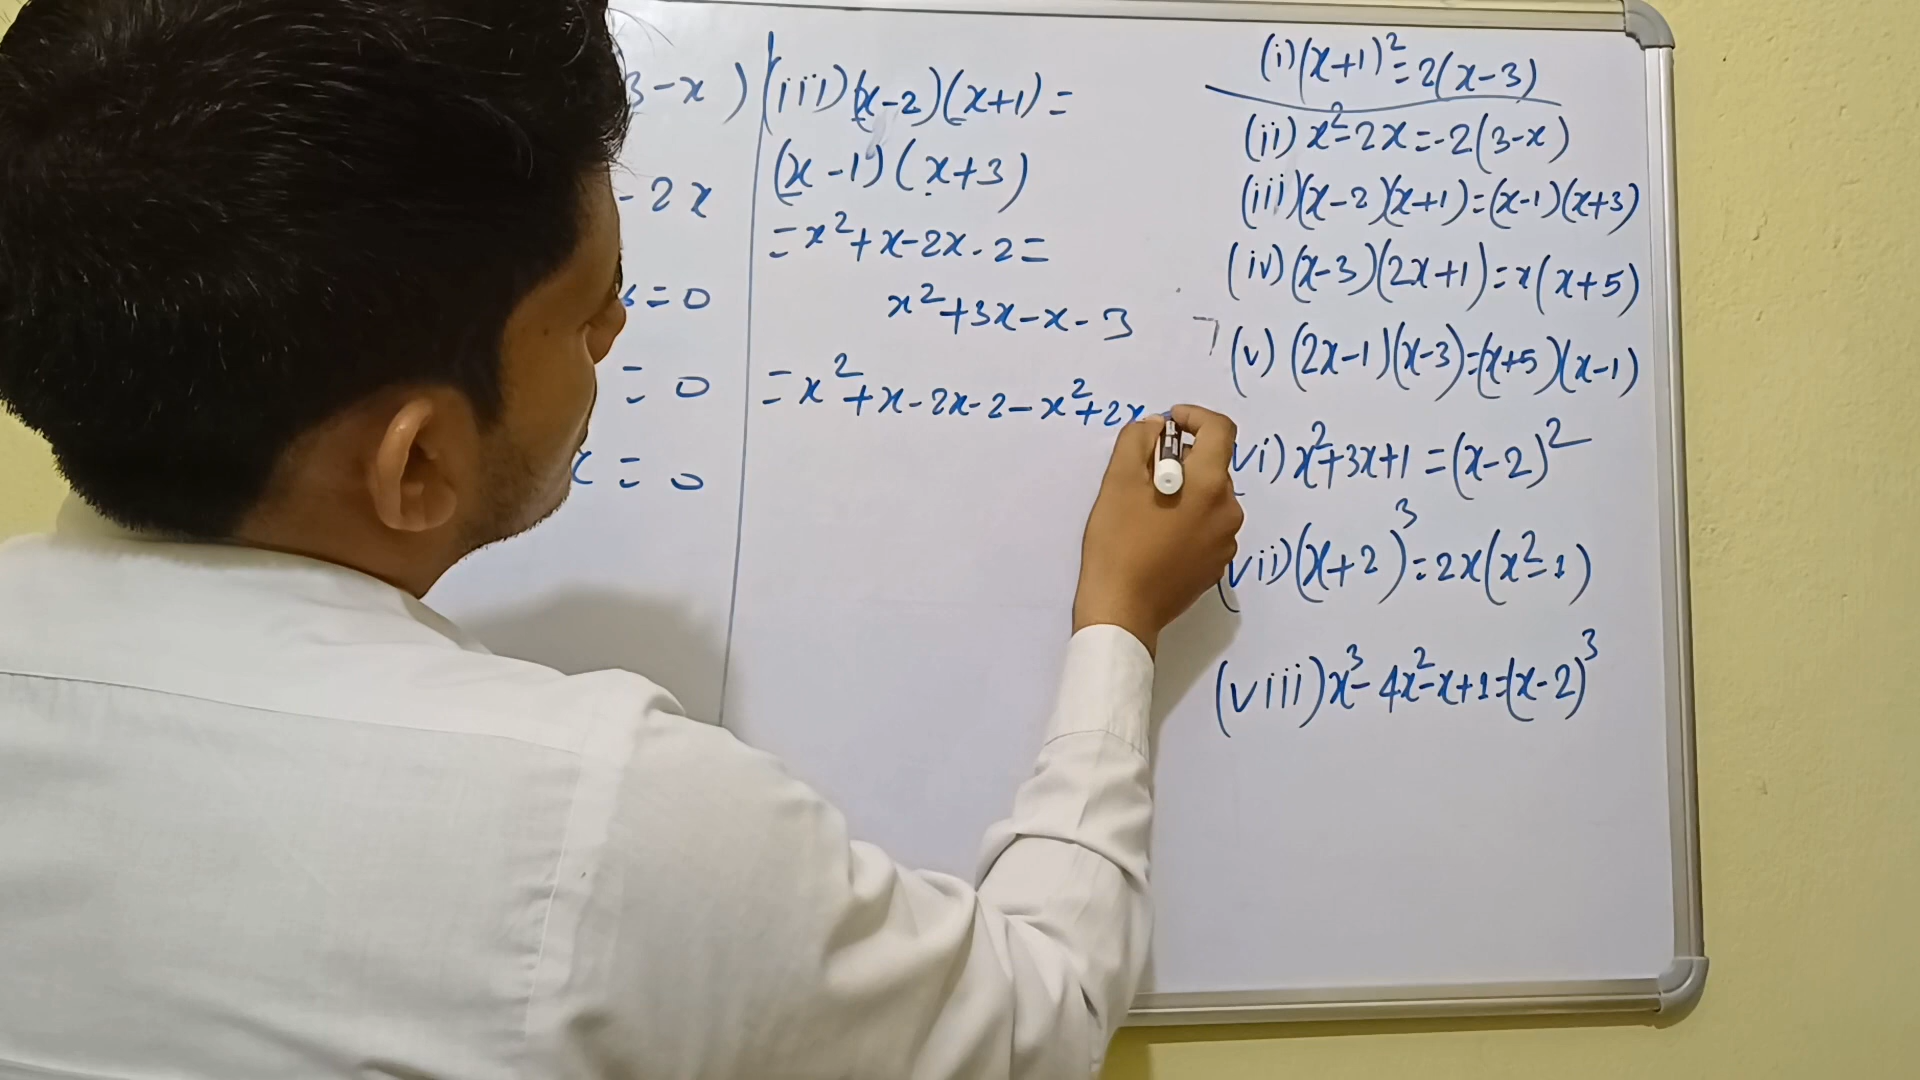 3-x)
-2x
=0
=0
x=0
(iii)(x-2)(x+1)=
(x-1)(x+3)
=x²+x-2x-2=
x²+3x-x-3
=x²+x-2x-2-x²+2x
(i)(x+1)²=2(x-3)
(ii) x²-2x=-2(3-x)
(iii)(x-2)(x+1)=(x-1)(x+3)
(iv)(x-3)(2x+1)=x(x+5)
(v)(2x-1)(x-3)=(x+5)(x-1)
vi) x²+3x+1=(x-2)²
(vii)(x+2)³=2x(x²-1)
(viii)x³-4x²-x+1=(x-2)³